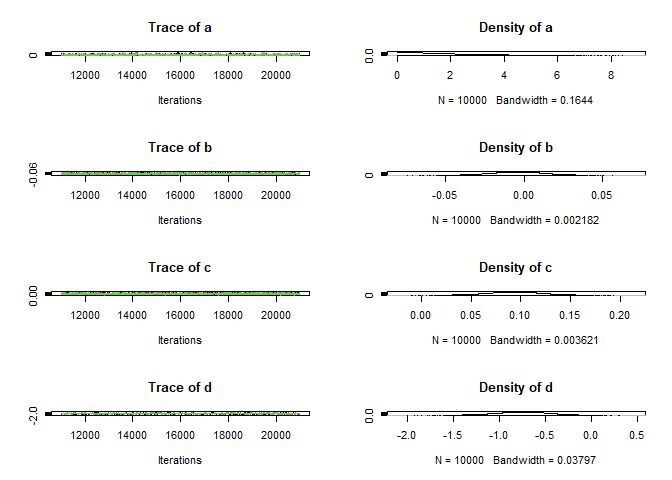 Trace of a
Density of a
0
12000 14000 16000 18000 20000
Iterations
0.0
0 2 4 6 8
N = 10000 Bandwidth = 0.1644
Trace of b
Density of b
-0.06
12000 14000 16000 18000 20000
Iterations
0
-0.05 0.00 0.05
N = 10000 Bandwidth = 0.002182
Trace of c
Density of c
0.00
12000 14000 16000 18000 20000
Iterations
0
0.00 0.05 0.10 0.15 0.20
N = 10000 Bandwidth = 0.003621
Trace of d
Density of d
-2.0
12000 14000 16000 18000 20000
Iterations
0.0
-2.0 -1.5 -1.0 -0.5 0.0 0.5
N = 10000 Bandwidth = 0.03797